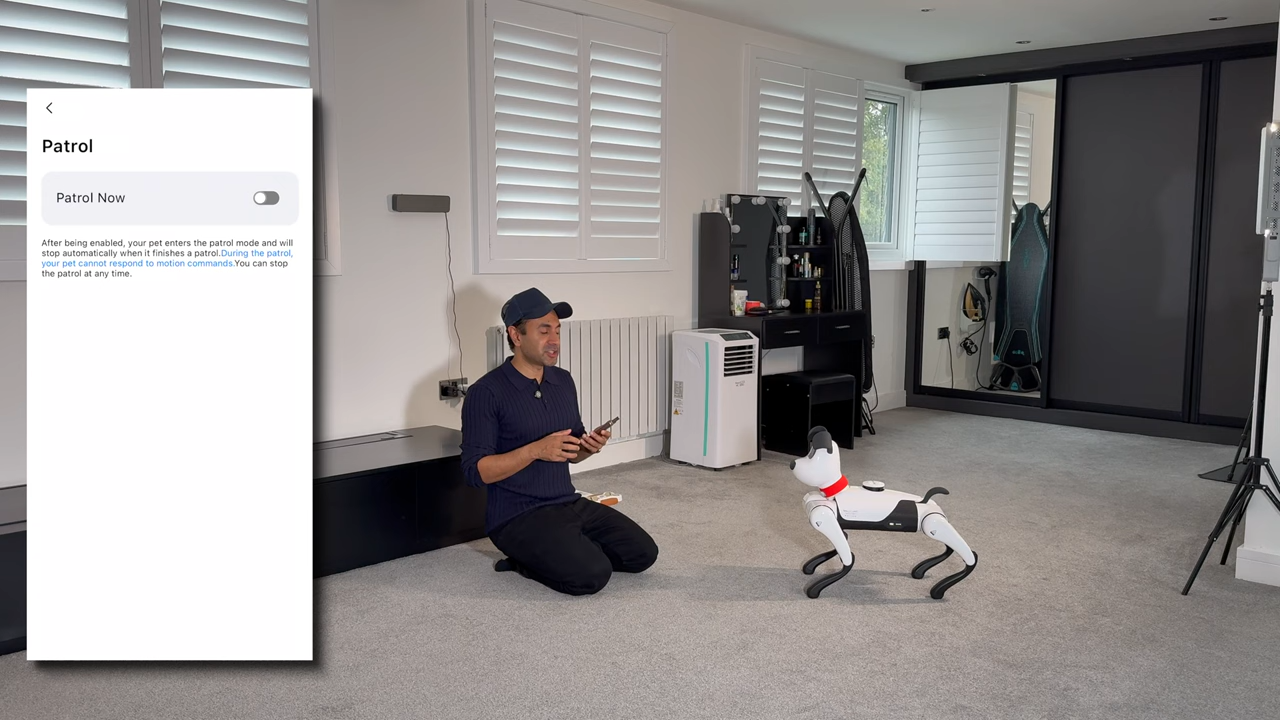 Patrol
Patrol Now
After being enabled, your pet enters the patrol mode and will
stop automatically when it finishes a patrol.During the patrol,
your pet cannot respond to motion commands.You can stop
the patrol at any time.